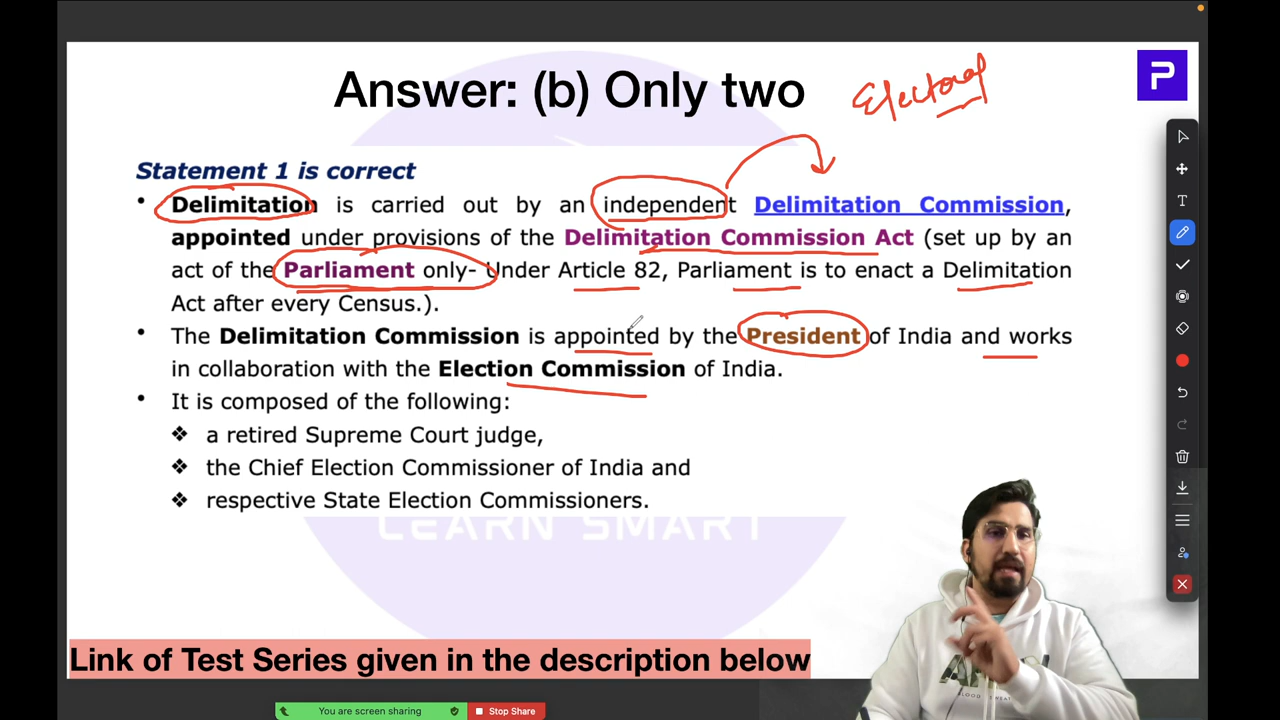 Answer: (b) Only two
Electoral
P
Statement 1 is correct
• Delimitation is carried out by an independent Delimitation Commission,
appointed under provisions of the Delimitation Commission Act (set up by an
act of the Parliament only- Under Article 82, Parliament is to enact a Delimitation
Act after every Census.).
• The Delimitation Commission is appointed by the President of India and works
in collaboration with the Election Commission of India.
• It is composed of the following:
❖ a retired Supreme Court judge,
❖ the Chief Election Commissioner of India and
❖ respective State Election Commissioners.
LEARN SMART
Link of Test Series given in the description below
You are screen sharing
Stop Share